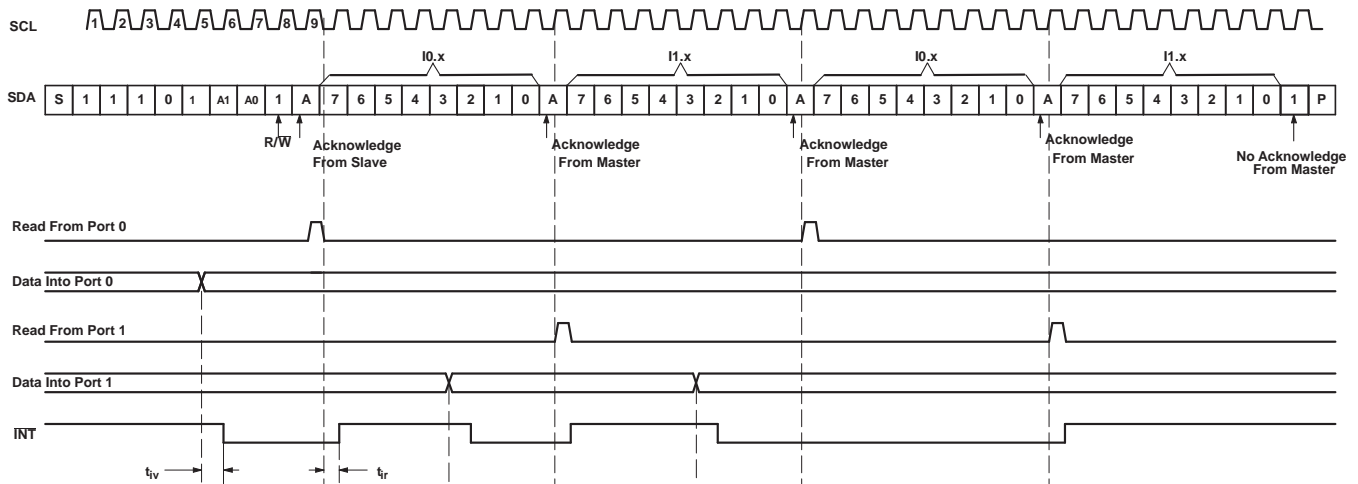 SCL 1 2 3 4 5 6 7 8 9
I0.x I1.x I0.x I1.x
SDA S 1 1 1 0 1 A1 A0 1 A 7 6 5 4 3 2 1 0 A 7 6 5 4 3 2 1 0 A 7 6 5 4 3 2 1 0 A 7 6 5 4 3 2 1 0 1 P
R/W
Acknowledge
From Slave
Acknowledge
From Master
Acknowledge
From Master
Acknowledge
From Master
No Acknowledge
From Master
Read From Port 0
Data Into Port 0
Read From Port 1
Data Into Port 1
INT
tiv tir